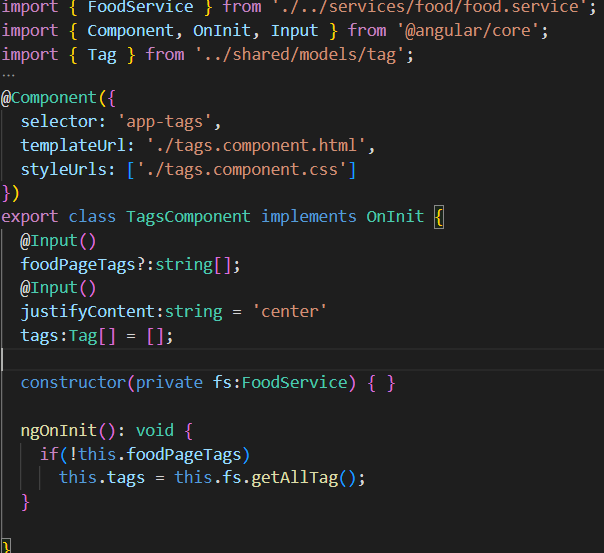 import { FoodService } from './../services/food/food.service';
import { Component, OnInit, Input } from '@angular/core';
import { Tag } from '../shared/models/tag';
...
@Component({
  selector: 'app-tags',
  templateUrl: './tags.component.html',
  styleUrls: ['./tags.component.css']
})
export class TagsComponent implements OnInit {
  @Input()
  foodPageTags?:string[];
  @Input()
  justifyContent:string = 'center'
  tags:Tag[] = [];
  constructor(private fs:FoodService) { }
  ngOnInit(): void {
    if(!this.foodPageTags)
      this.tags = this.fs.getAllTag();
  }
}